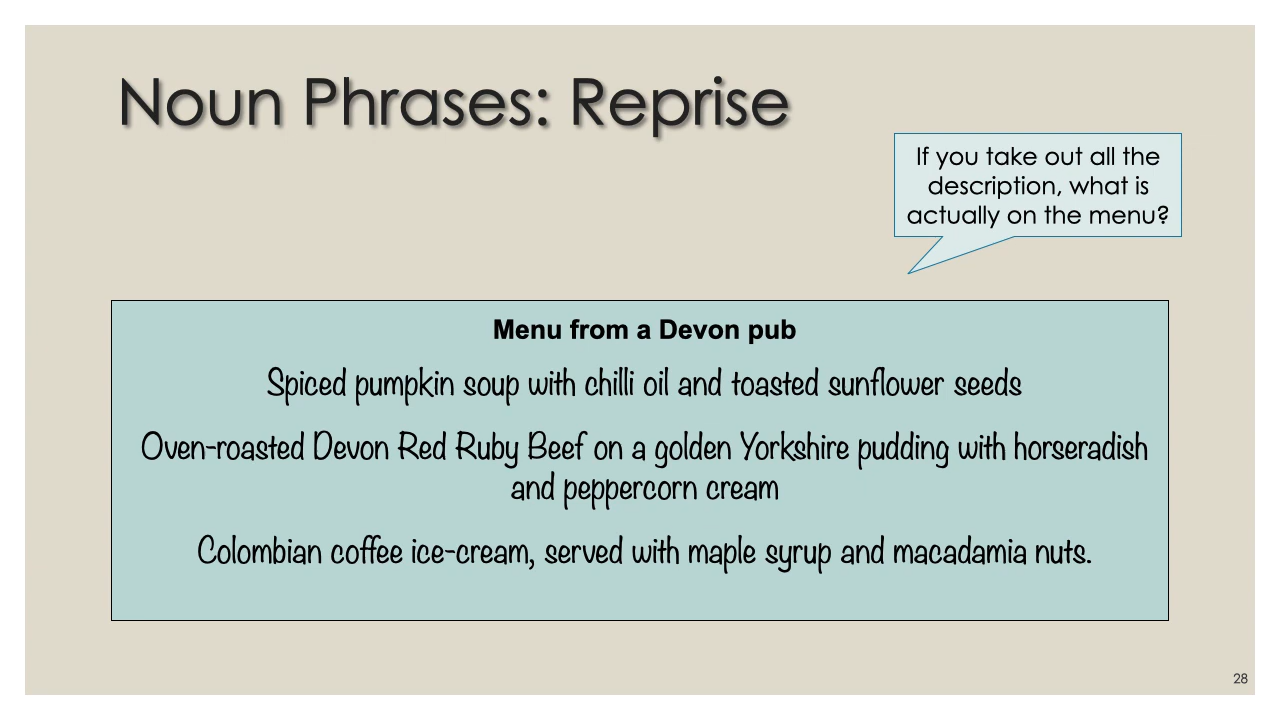 Noun Phrases: Reprise
If you take out all the
description, what is
actually on the menu?
Menu from a Devon pub
Spiced pumpkin soup with chilli oil and toasted sunflower seeds
Oven-roasted Devon Red Ruby Beef on a golden Yorkshire pudding with horseradish
and peppercorn cream
Colombian coffee ice-cream, served with maple syrup and macadamia nuts.
28